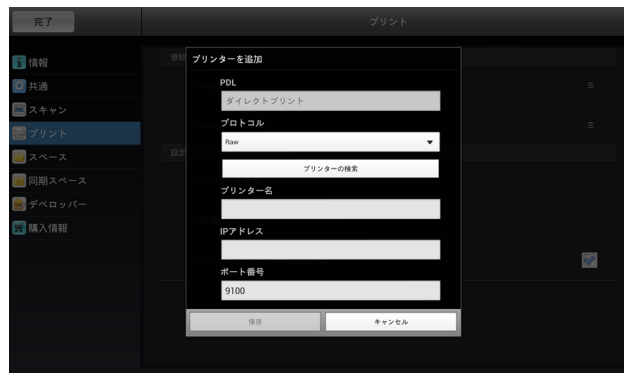 完了
プリント
情報
共通
スキャン
プリント
スペース
同期スペース
デベロッパー
購入情報
登録
設定
プリンターを追加
PDL
ダイレクトプリント
プロトコル
Raw
プリンターの検索
プリンター名
IPアドレス
ポート番号
9100
保存
キャンセル